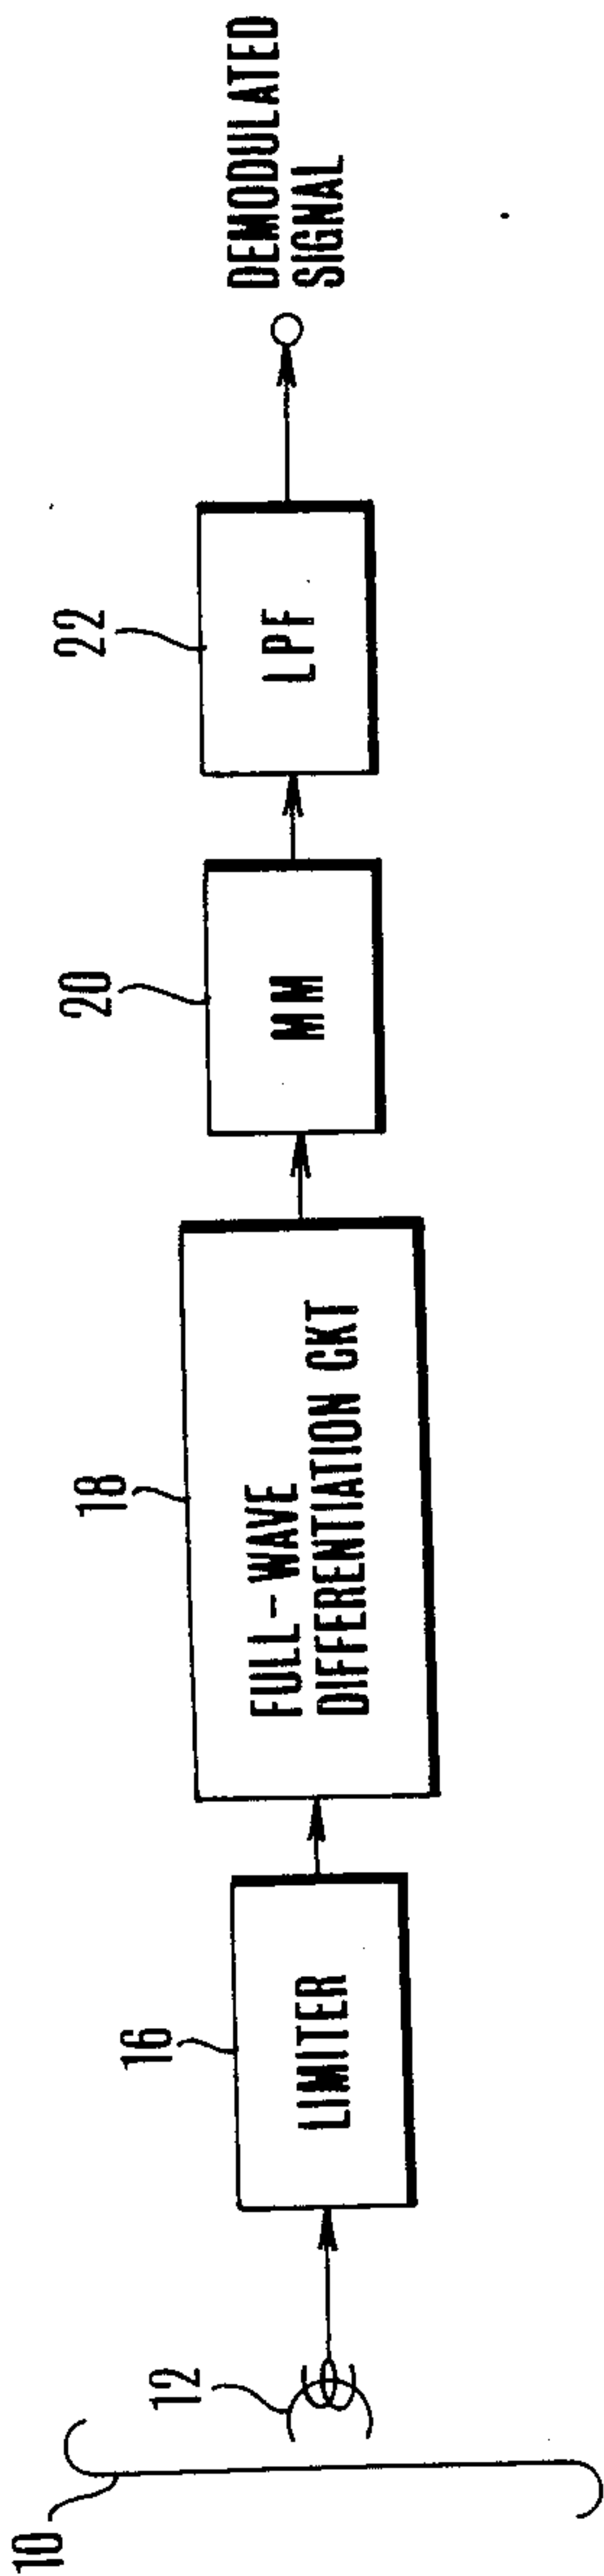 10
12
16
LIMITER
18
FULL-WAVE
DIFFERENTIATION CKT
20
MM
22
LPF
DEMODULATED
SIGNAL